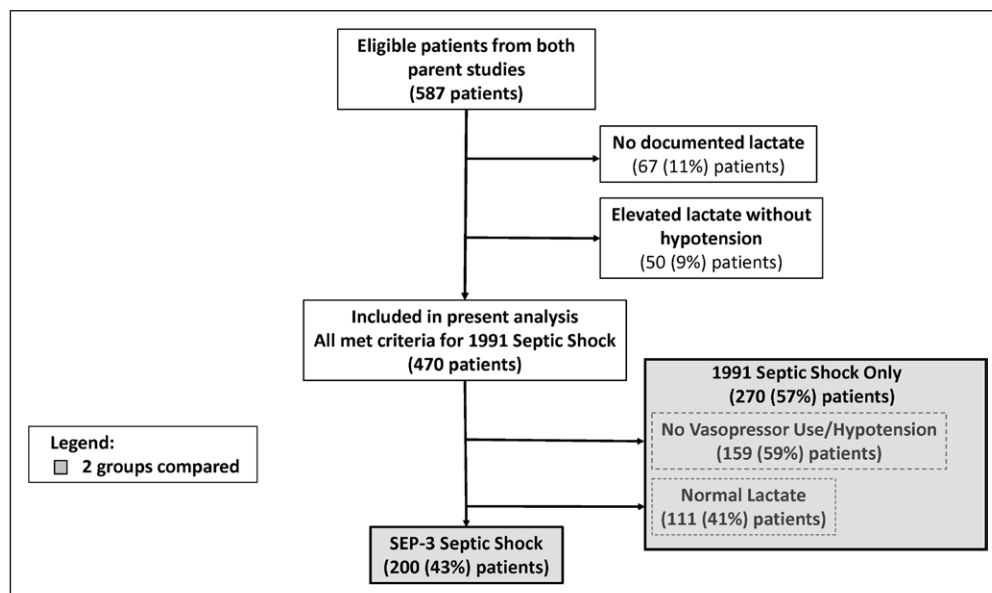 Eligible patients from both
parent studies
(587 patients)
No documented lactate
(67 (11%) patients)
Elevated lactate without
hypotension
(50 (9%) patients)
Included in present analysis
All met criteria for 1991 Septic Shock
(470 patients)
1991 Septic Shock Only
(270 (57%) patients)
No Vasopressor Use/Hypotension
(159 (59%) patients)
Normal Lactate
(111 (41%) patients)
Legend:
2 groups compared
SEP-3 Septic Shock
(200 (43%) patients)